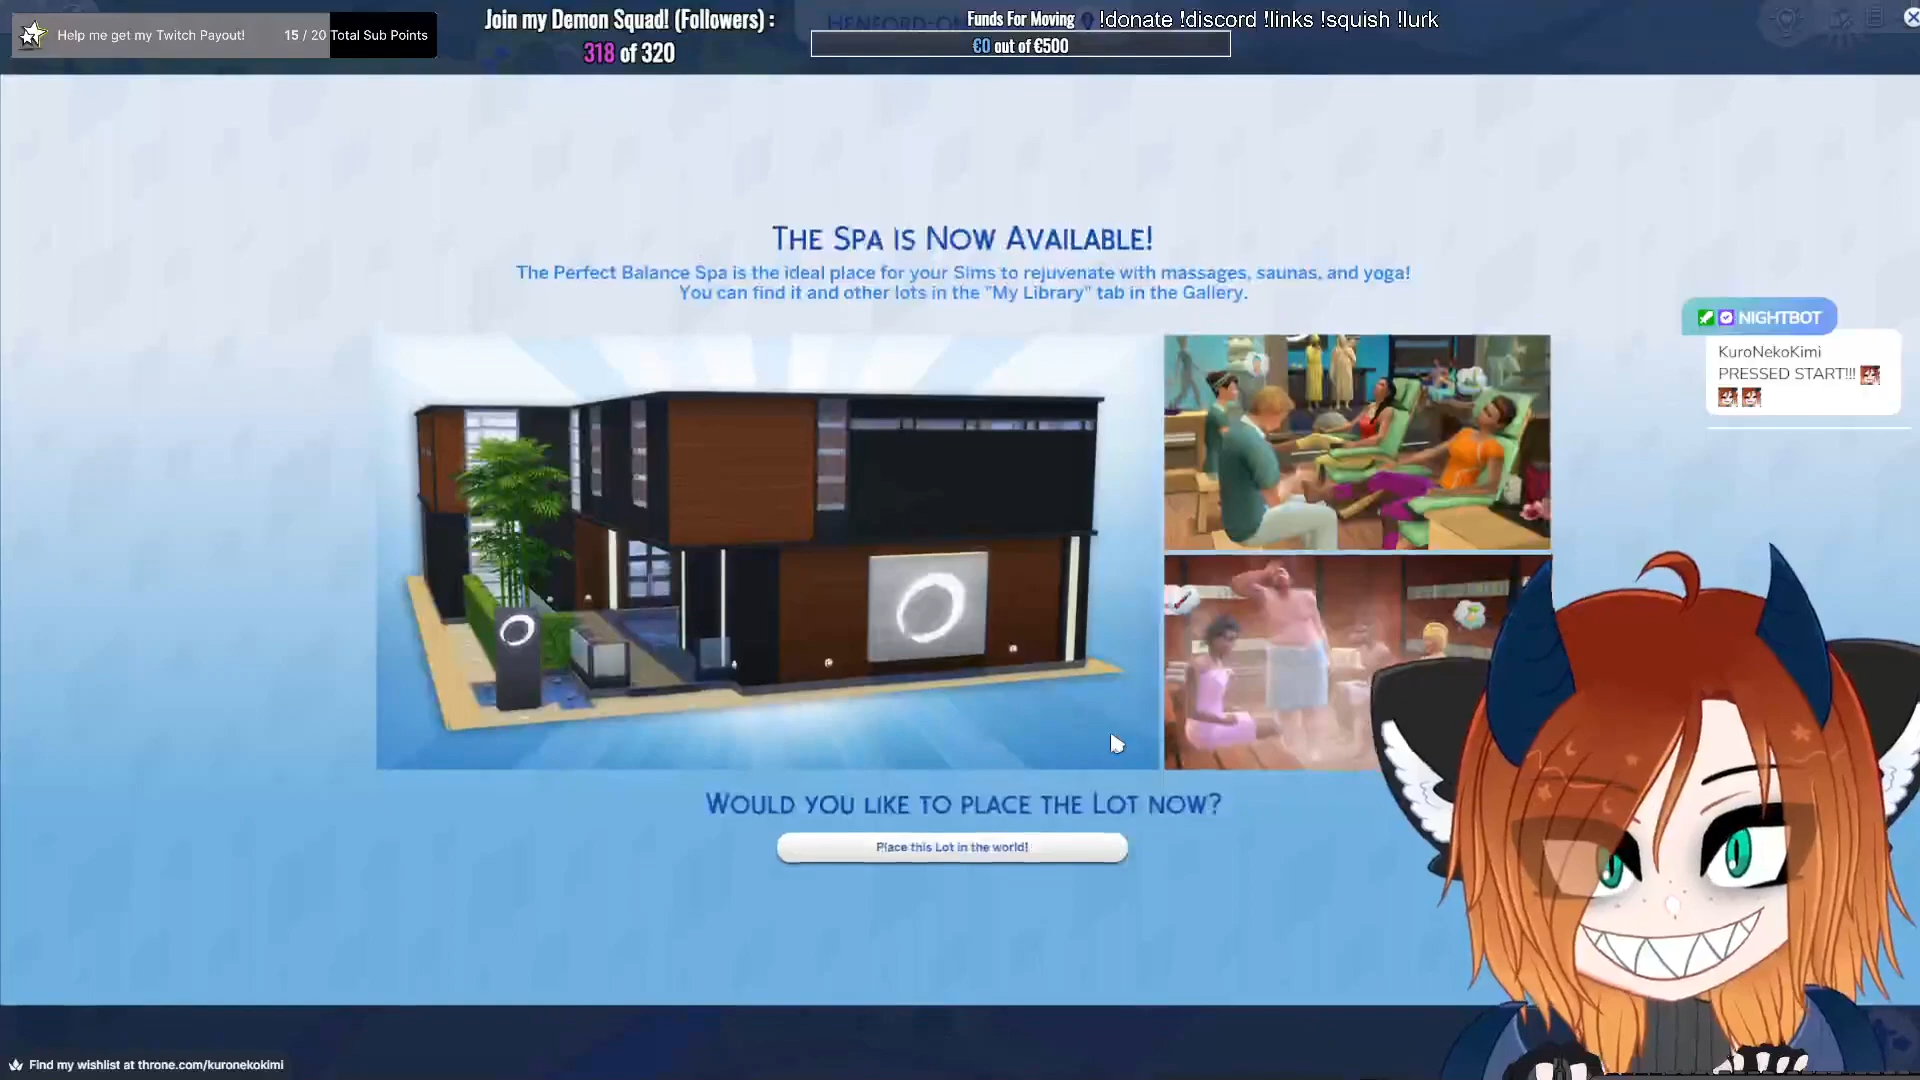 Help me get my Twitch Payout! 15 / 20 Total Sub Points
Join my Demon Squad! (Followers) :
318 of 320
Funds For Moving
€0 out of €500
!donate !discord !links !squish !lurk
THE SPA IS NOW AVAILABLE!
The Perfect Balance Spa is the ideal place for your Sims to rejuvenate with massages, saunas, and yoga!
You can find it and other lots in the "My Library" tab in the Gallery.
NIGHTBOT
KuroNekoKimi
PRESSED START!!!
WOULD YOU LIKE TO PLACE THE LOT NOW?
Place this Lot in the world!
Find my wishlist at throne.com/kuronekokimi